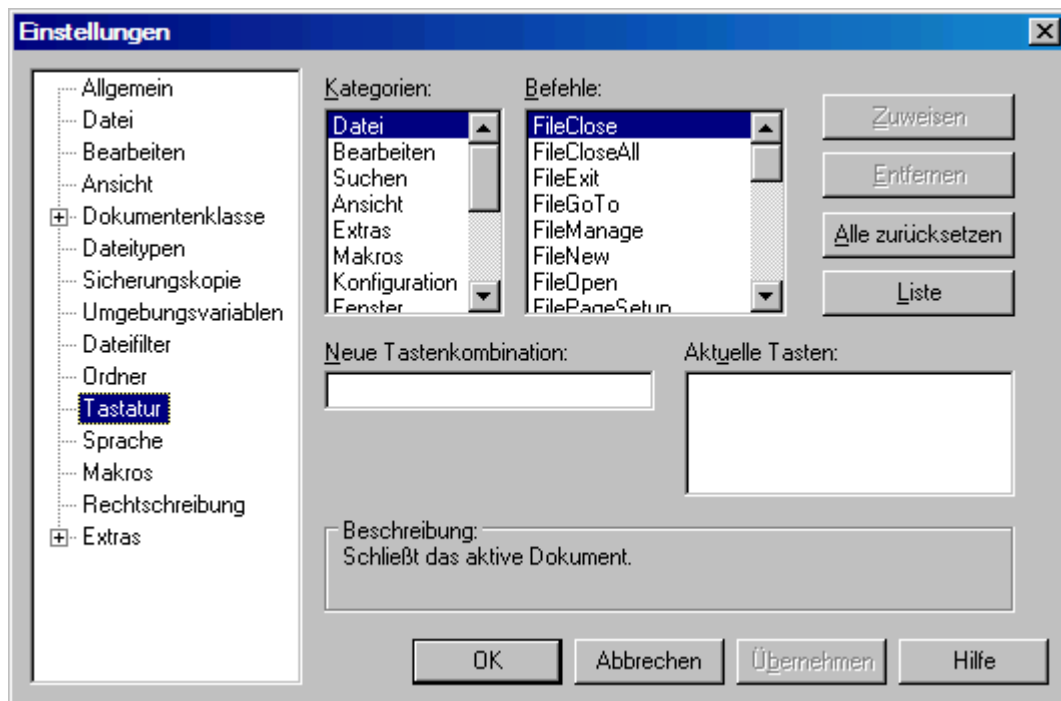 Einstellungen
Allgemein
Datei
Bearbeiten
Ansicht
Dokumentenklasse
Dateitypen
Sicherungskopie
Umgebungsvariablen
Dateifilter
Ordner
Tastatur
Sprache
Makros
Rechtschreibung
Extras
Kategorien:
Datei
Bearbeiten
Suchen
Ansicht
Extras
Makros
Konfiguration
Fenster
Befehle:
FileClose
FileCloseAll
FileExit
FileGoTo
FileManage
FileNew
FileOpen
FilePageSetup
Zuweisen
Entfernen
Alle zurücksetzen
Liste
Neue Tastenkombination:
Aktuelle Tasten:
Beschreibung:
Schließt das aktive Dokument.
OK
Abbrechen
Übernehmen
Hilfe